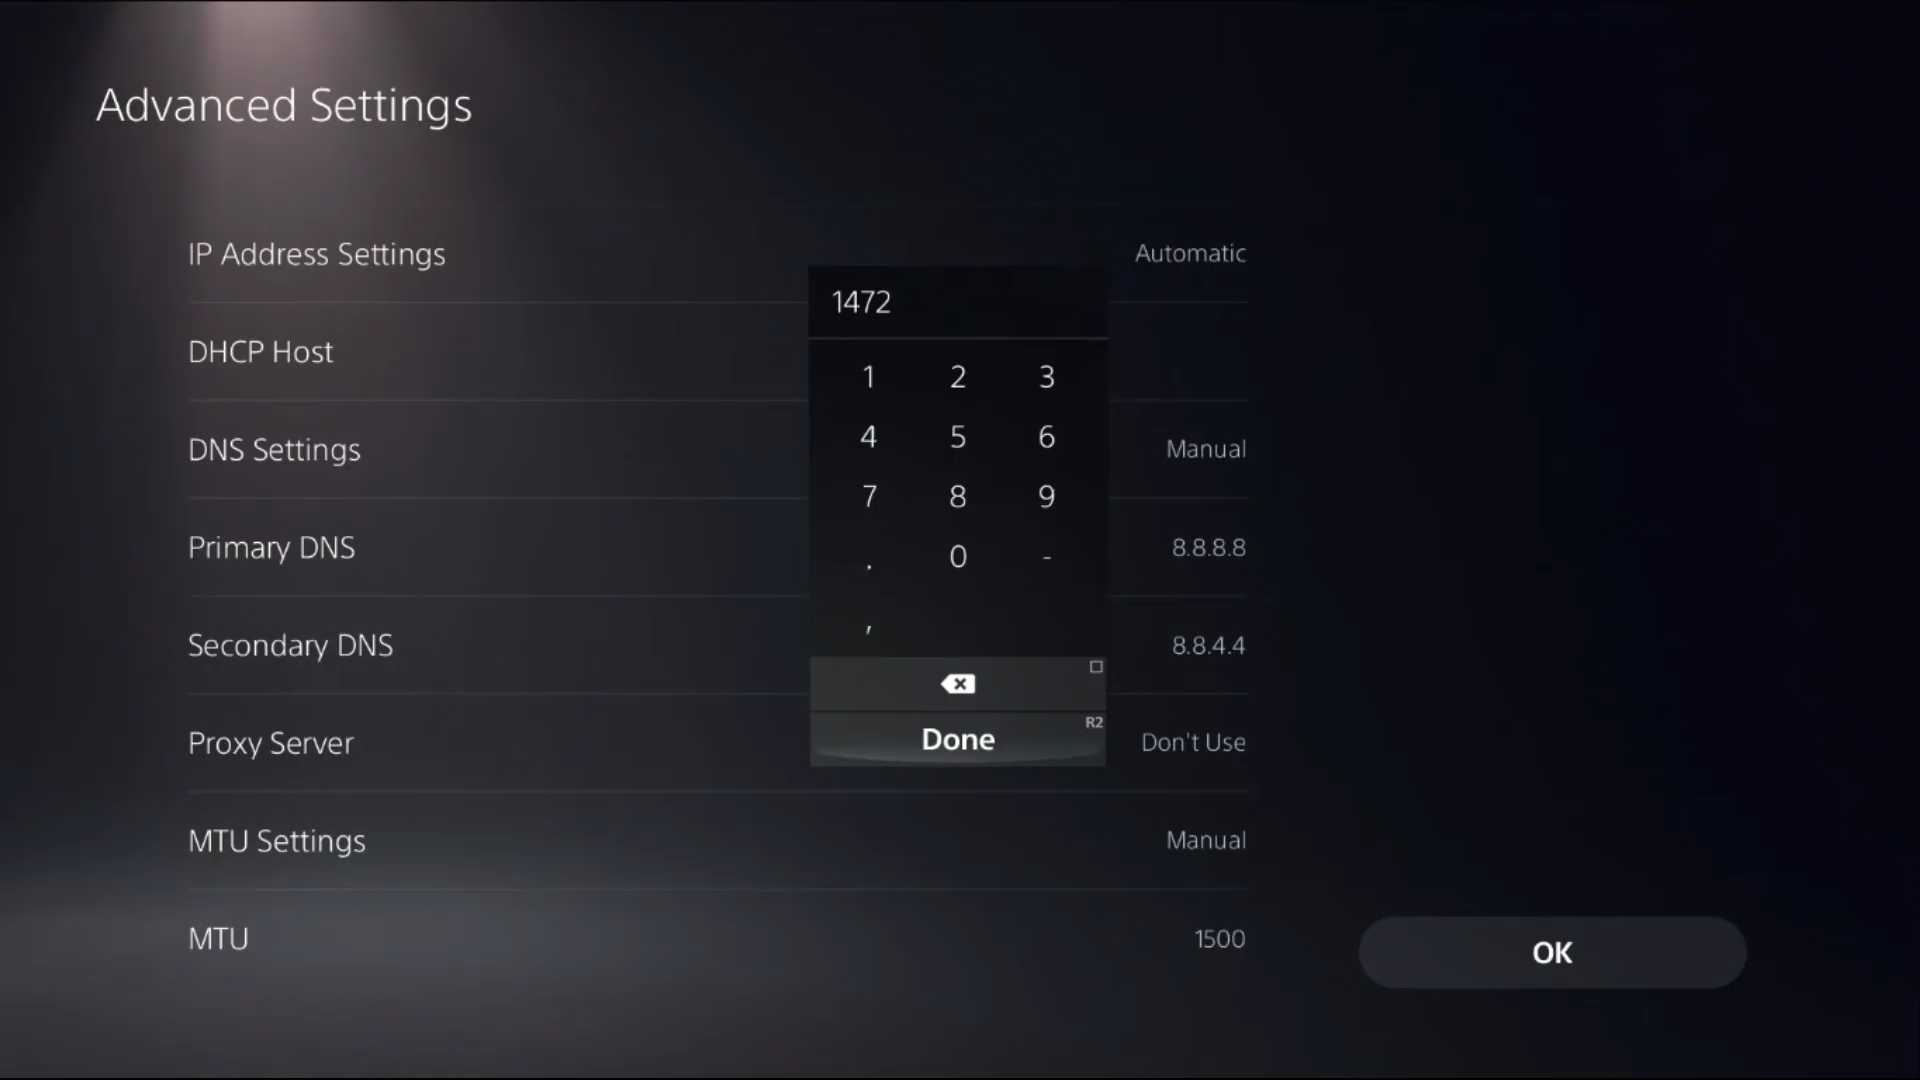 Advanced Settings
IP Address Settings Automatic
DHCP Host
DNS Settings Manual
Primary DNS 8.8.8.8
Secondary DNS 8.8.4.4
Proxy Server Don't Use
MTU Settings Manual
MTU 1500
1472
1 2 3
4 5 6
7 8 9
. 0 -
,
Done R2
OK